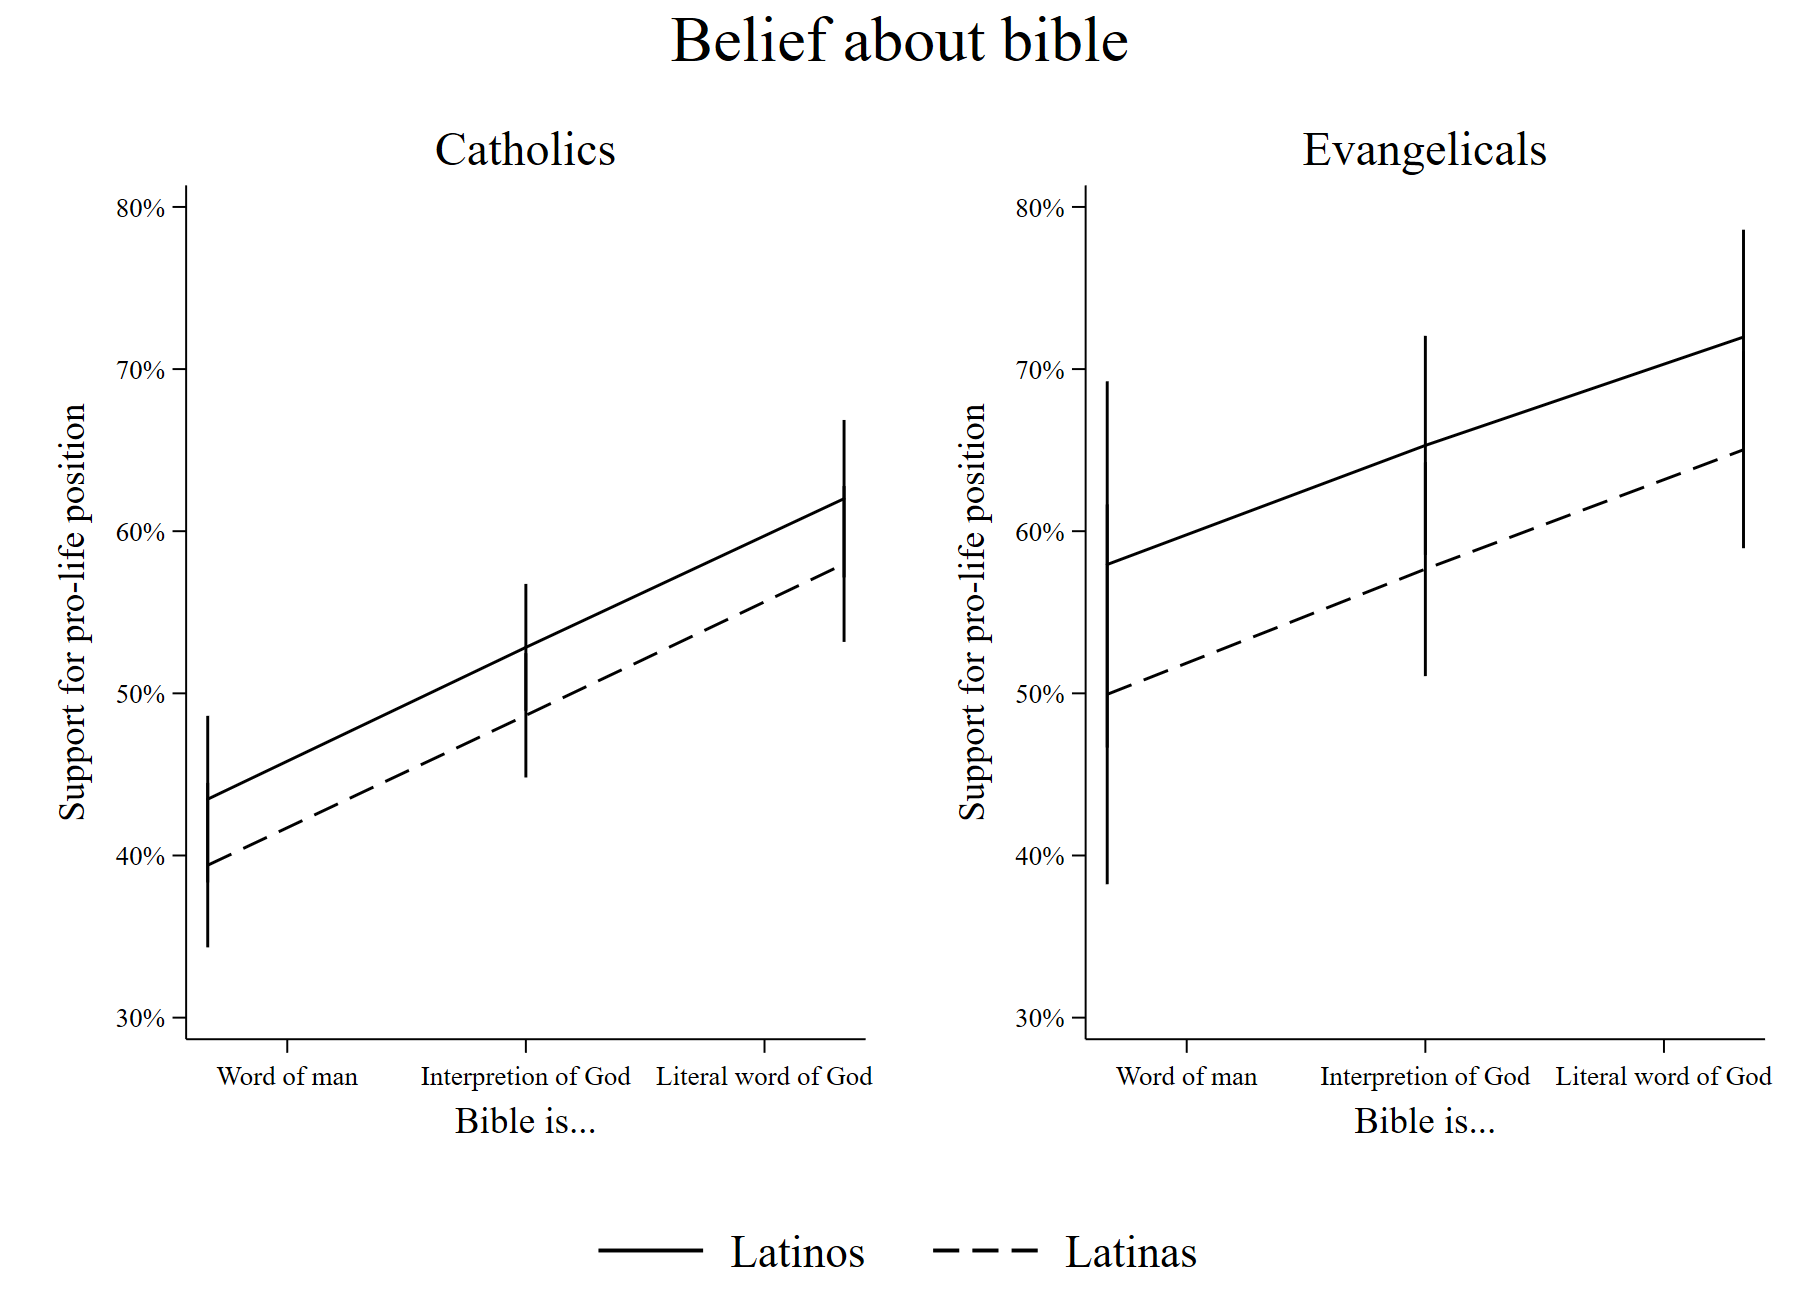 Belief about bible
Catholics
Support for pro-life position
80%
70%
60%
50%
40%
30%
Word of man
Interpretion of God
Literal word of God
Bible is...
Evangelicals
Support for pro-life position
80%
70%
60%
50%
40%
30%
Word of man
Interpretion of God
Literal word of God
Bible is...
Latinos
Latinas